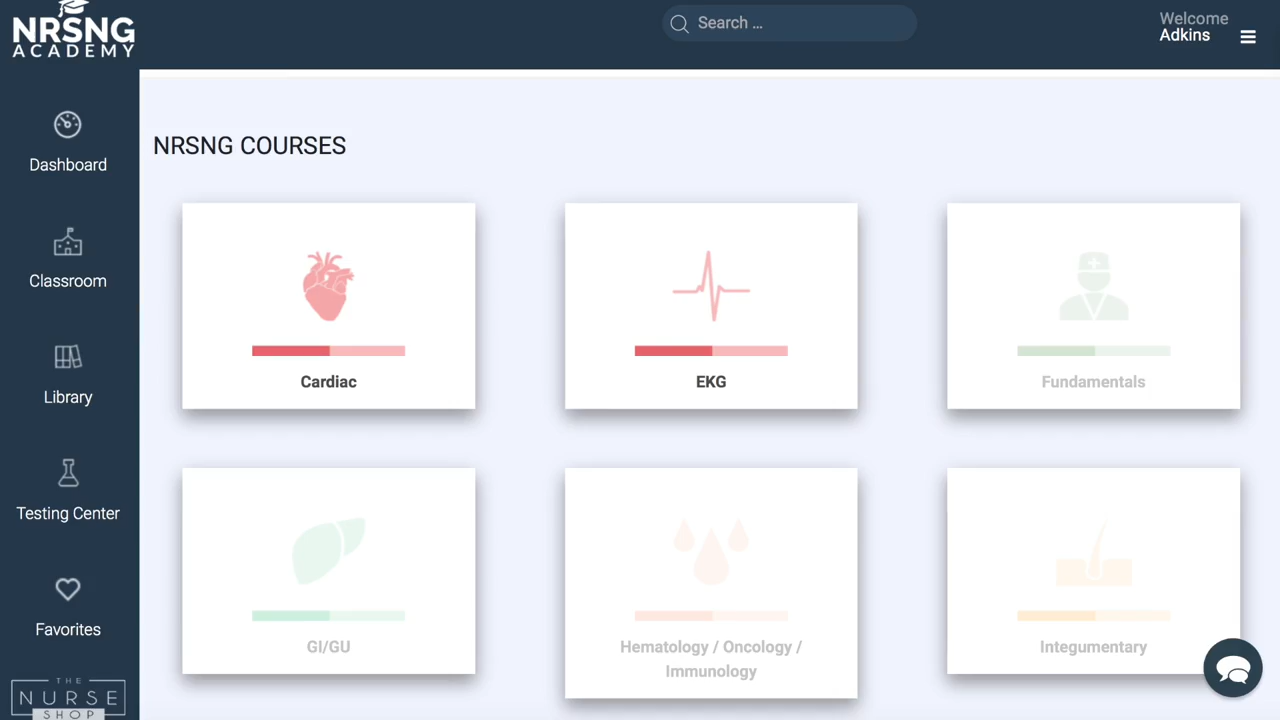 NRSNG
ACADEMY
Search ...
Welcome
Adkins
Dashboard
Classroom
Library
Testing Center
Favorites
THE
NURSE
SHOP
NRSNG COURSES
Cardiac
EKG
Fundamentals
GI/GU
Hematology / Oncology /
Immunology
Integumentary